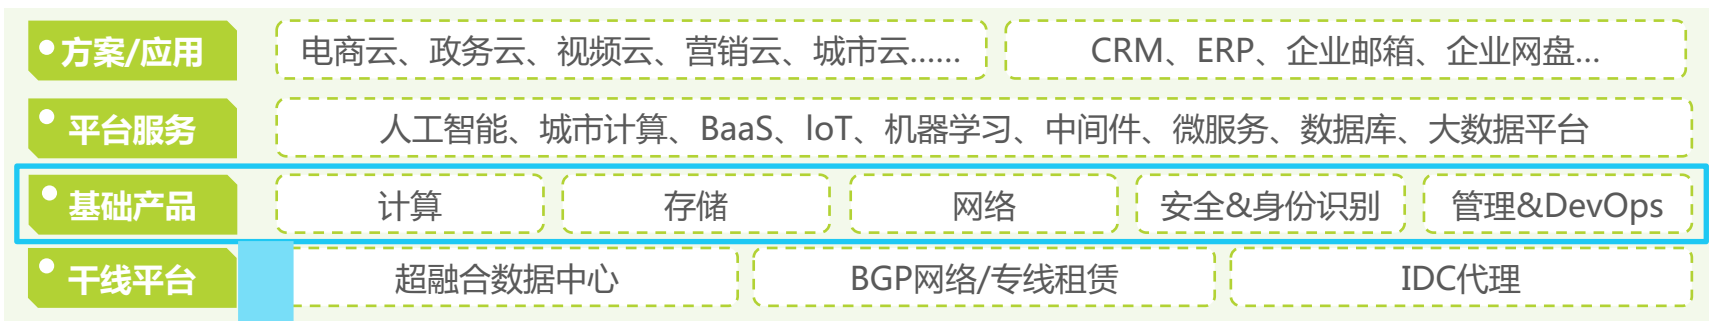 方案/应用 电商云、政务云、视频云、营销云、城市云...... CRM、ERP、企业邮箱、企业网盘...
平台服务 人工智能、城市计算、BaaS、IoT、机器学习、中间件、微服务、数据库、大数据平台
基础产品 计算 存储 网络 安全&身份识别 管理&DevOps
干线平台 超融合数据中心 BGP网络/专线租赁 IDC代理